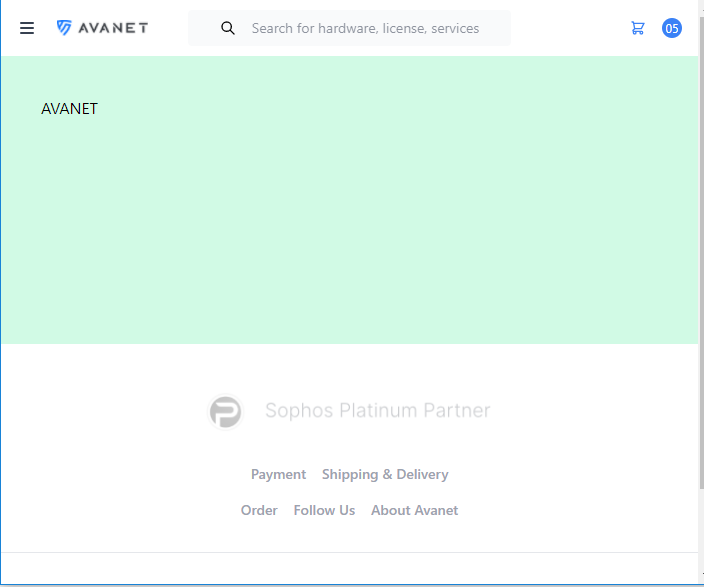 AVANET
Search for hardware, license, services
05
AVANET
Sophos Platinum Partner
Payment Shipping & Delivery
Order Follow Us About Avanet